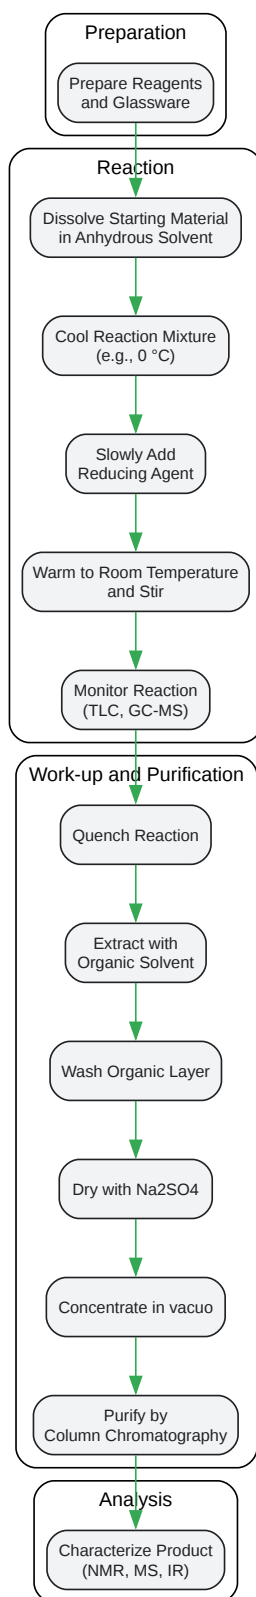 Preparation
Prepare Reagents
and Glassware
Reaction
Dissolve Starting Material
in Anhydrous Solvent
Cool Reaction Mixture
(e.g., 0 °C)
Slowly Add
Reducing Agent
Warm to Room Temperature
and Stir
Monitor Reaction
(TLC, GC-MS)
Work-up and Purification
Quench Reaction
Extract with
Organic Solvent
Wash Organic Layer
Dry with Na2SO4
Concentrate in vacuo
Purify by
Column Chromatography
Analysis
Characterize Product
(NMR, MS, IR)